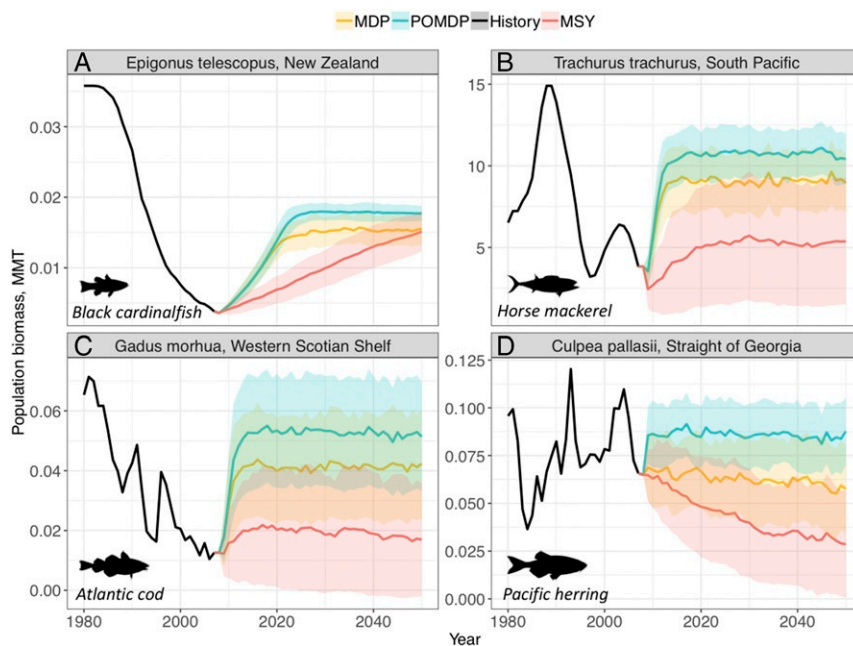 MDP POMDP History MSY
A Epigonus telescopus, New Zealand
B Trachurus trachurus, South Pacific
0.03
0.02
0.01
Black cardinalfish
15
10
5
Horse mackerel
C Gadus morhua, Western Scotian Shelf
D Culpea pallasii, Straight of Georgia
0.06
0.04
0.02
0.00
Atlantic cod
0.125
0.100
0.075
0.050
0.025
0.000
Pacific herring
1980 2000 2020 2040
1980 2000 2020 2040
Population biomass, MMT
Year